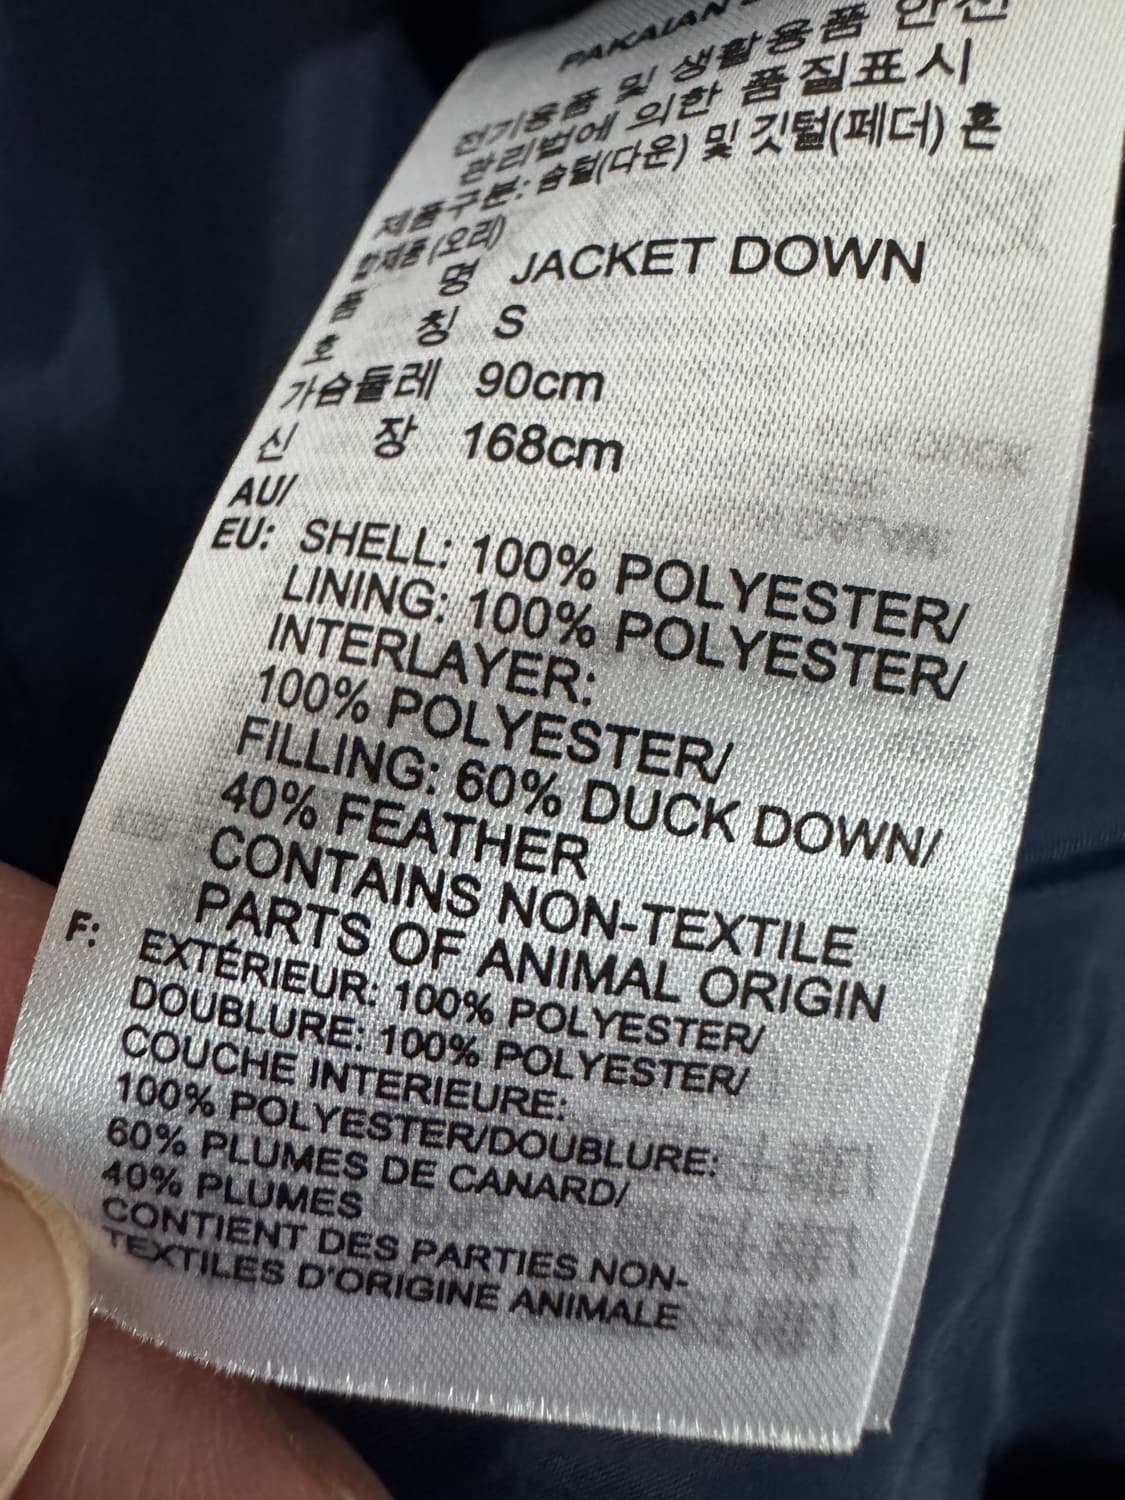 PAKAIAN
전기용품 및 생활용품 안전
관리법에 의한 품질표시
제품구분: 솜털(다운) 및 깃털(페더) 혼
합제품(오리)
품 명 JACKET DOWN
호 칭 S
가슴둘레 90cm
신 장 168cm
AU/
EU: SHELL: 100% POLYESTER/
LINING: 100% POLYESTER/
INTERLAYER:
100% POLYESTER/
FILLING: 60% DUCK DOWN/
40% FEATHER
CONTAINS NON-TEXTILE
PARTS OF ANIMAL ORIGIN
F: EXTÉRIEUR: 100% POLYESTER/
DOUBLURE: 100% POLYESTER/
COUCHE INTERIEURE:
100% POLYESTER/DOUBLURE:
60% PLUMES DE CANARD/
40% PLUMES
CONTIENT DES PARTIES NON-
TEXTILES D'ORIGINE ANIMALE